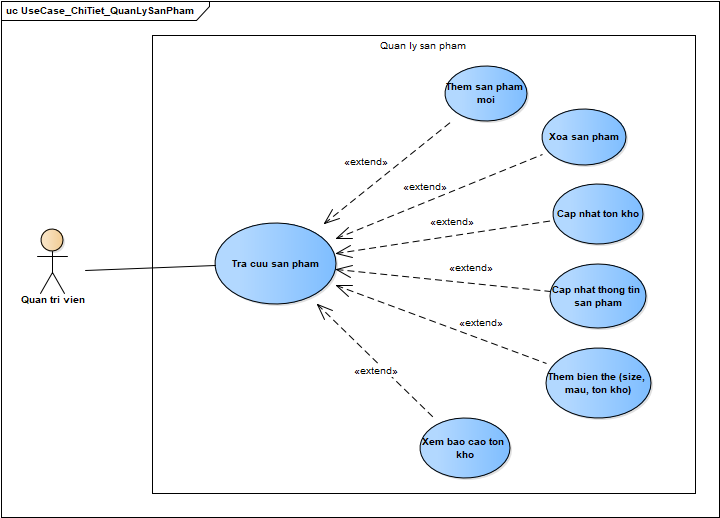 uc UseCase_ChiTiet_QuanLySanPham
Quan ly san pham
Them san pham
moi
Xoa san pham
«extend»
«extend»
Cap nhat ton kho
«extend»
Tra cuu san pham
«extend»
Cap nhat thong tin
san pham
Quan tri vien
«extend»
«extend»
Them bien the (size,
mau, ton kho)
Xem bao cao ton
kho